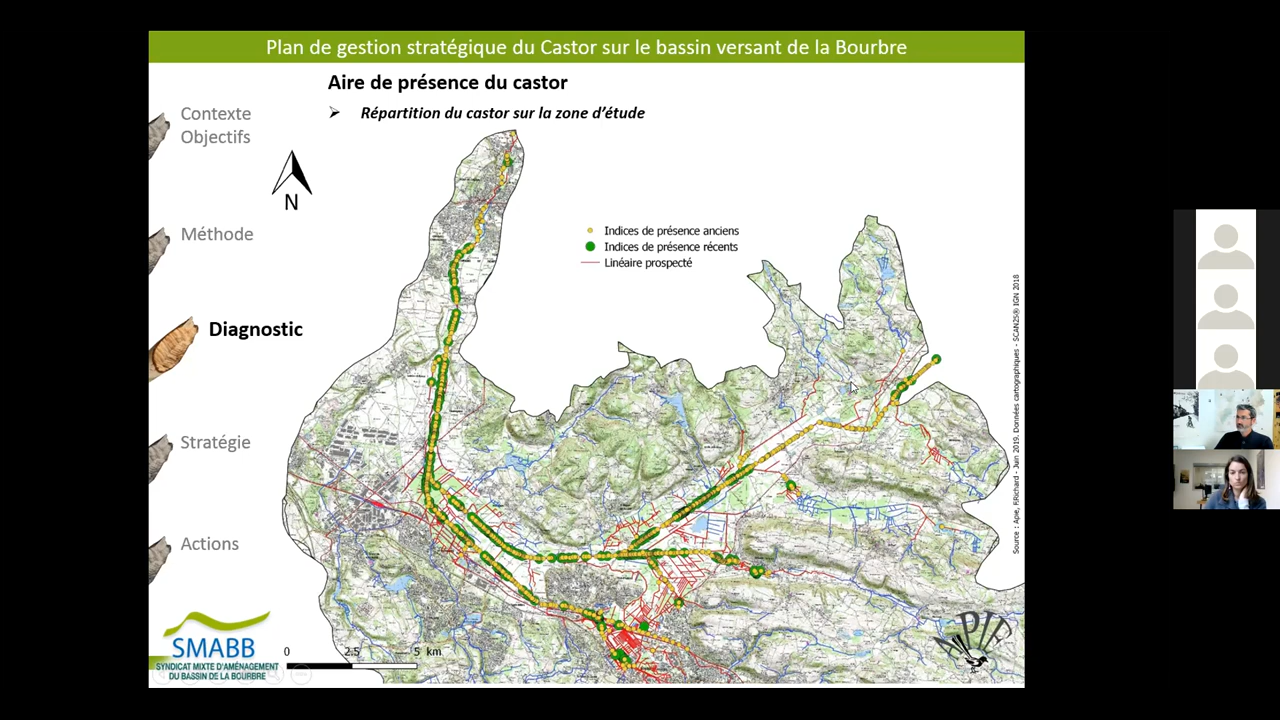 Plan de gestion stratégique du Castor sur le bassin versant de la Bourbre
Aire de présence du castor
Répartition du castor sur la zone d'étude
Contexte
Objectifs
N
Méthode
Indices de présence anciens
Indices de présence récents
Linéaire prospecté
Diagnostic
Stratégie
Actions
Source : Apie, F.Richard - Juin 2019. Données cartographiques - SCAN25® IGN 2018
SMABB
SYNDICAT MIXTE D'AMÉNAGEMENT
DU BASSIN DE LA BOURBRE
0 2.5 5 km
APIE